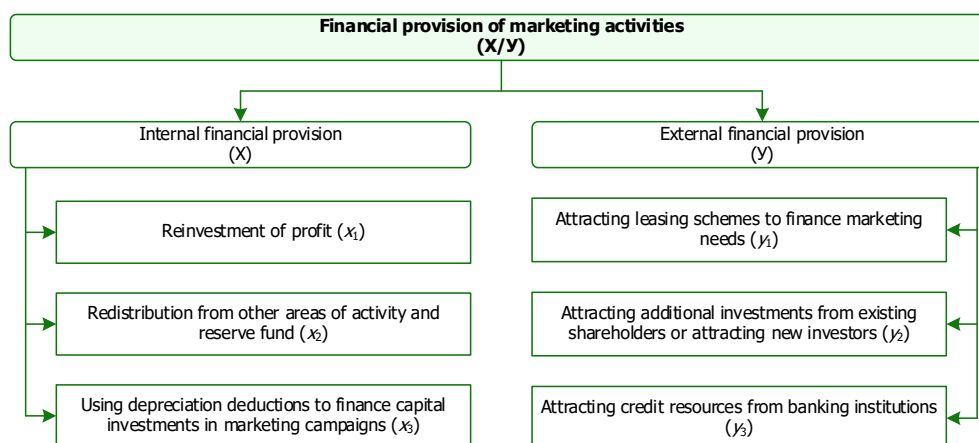 Financial provision of marketing activities
(X/У)
Internal financial provision
(X)
External financial provision
(У)
Reinvestment of profit (x₁)
Redistribution from other areas of activity and
reserve fund (x₂)
Using depreciation deductions to finance capital
investments in marketing campaigns (x₃)
Attracting leasing schemes to finance marketing
needs (y₁)
Attracting additional investments from existing
shareholders or attracting new investors (y₂)
Attracting credit resources from banking institutions
(y₃)